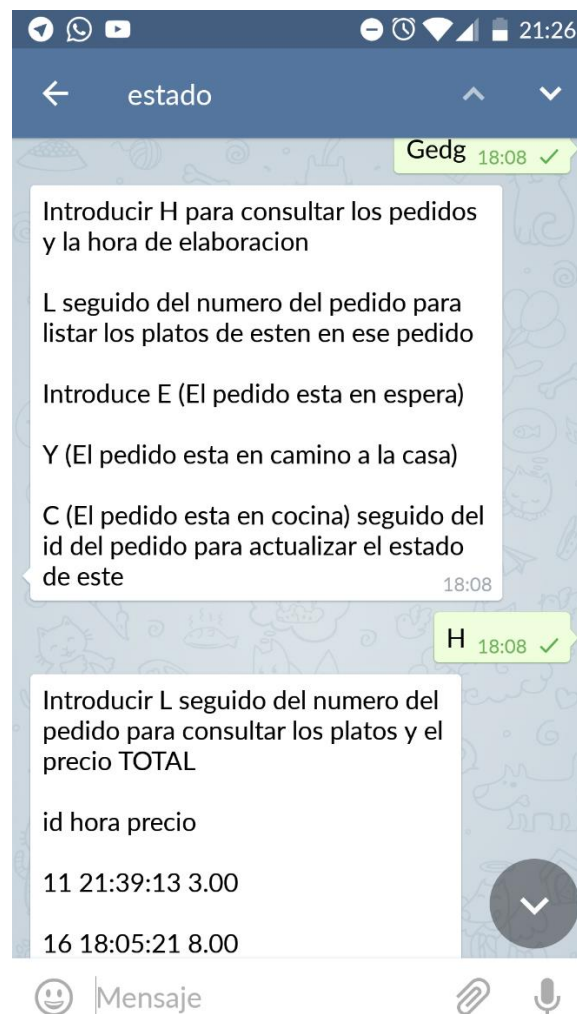 21:26
estado
Gedg 18:08
Introducir H para consultar los pedidos
y la hora de elaboracion
L seguido del numero del pedido para
listar los platos de esten en ese pedido
Introduce E (El pedido esta en espera)
Y (El pedido esta en camino a la casa)
C (El pedido esta en cocina) seguido del
id del pedido para actualizar el estado
de este
18:08
H 18:08
Introducir L seguido del numero del
pedido para consultar los platos y el
precio TOTAL
id hora precio
11 21:39:13 3.00
16 18:05:21 8.00
Mensaje